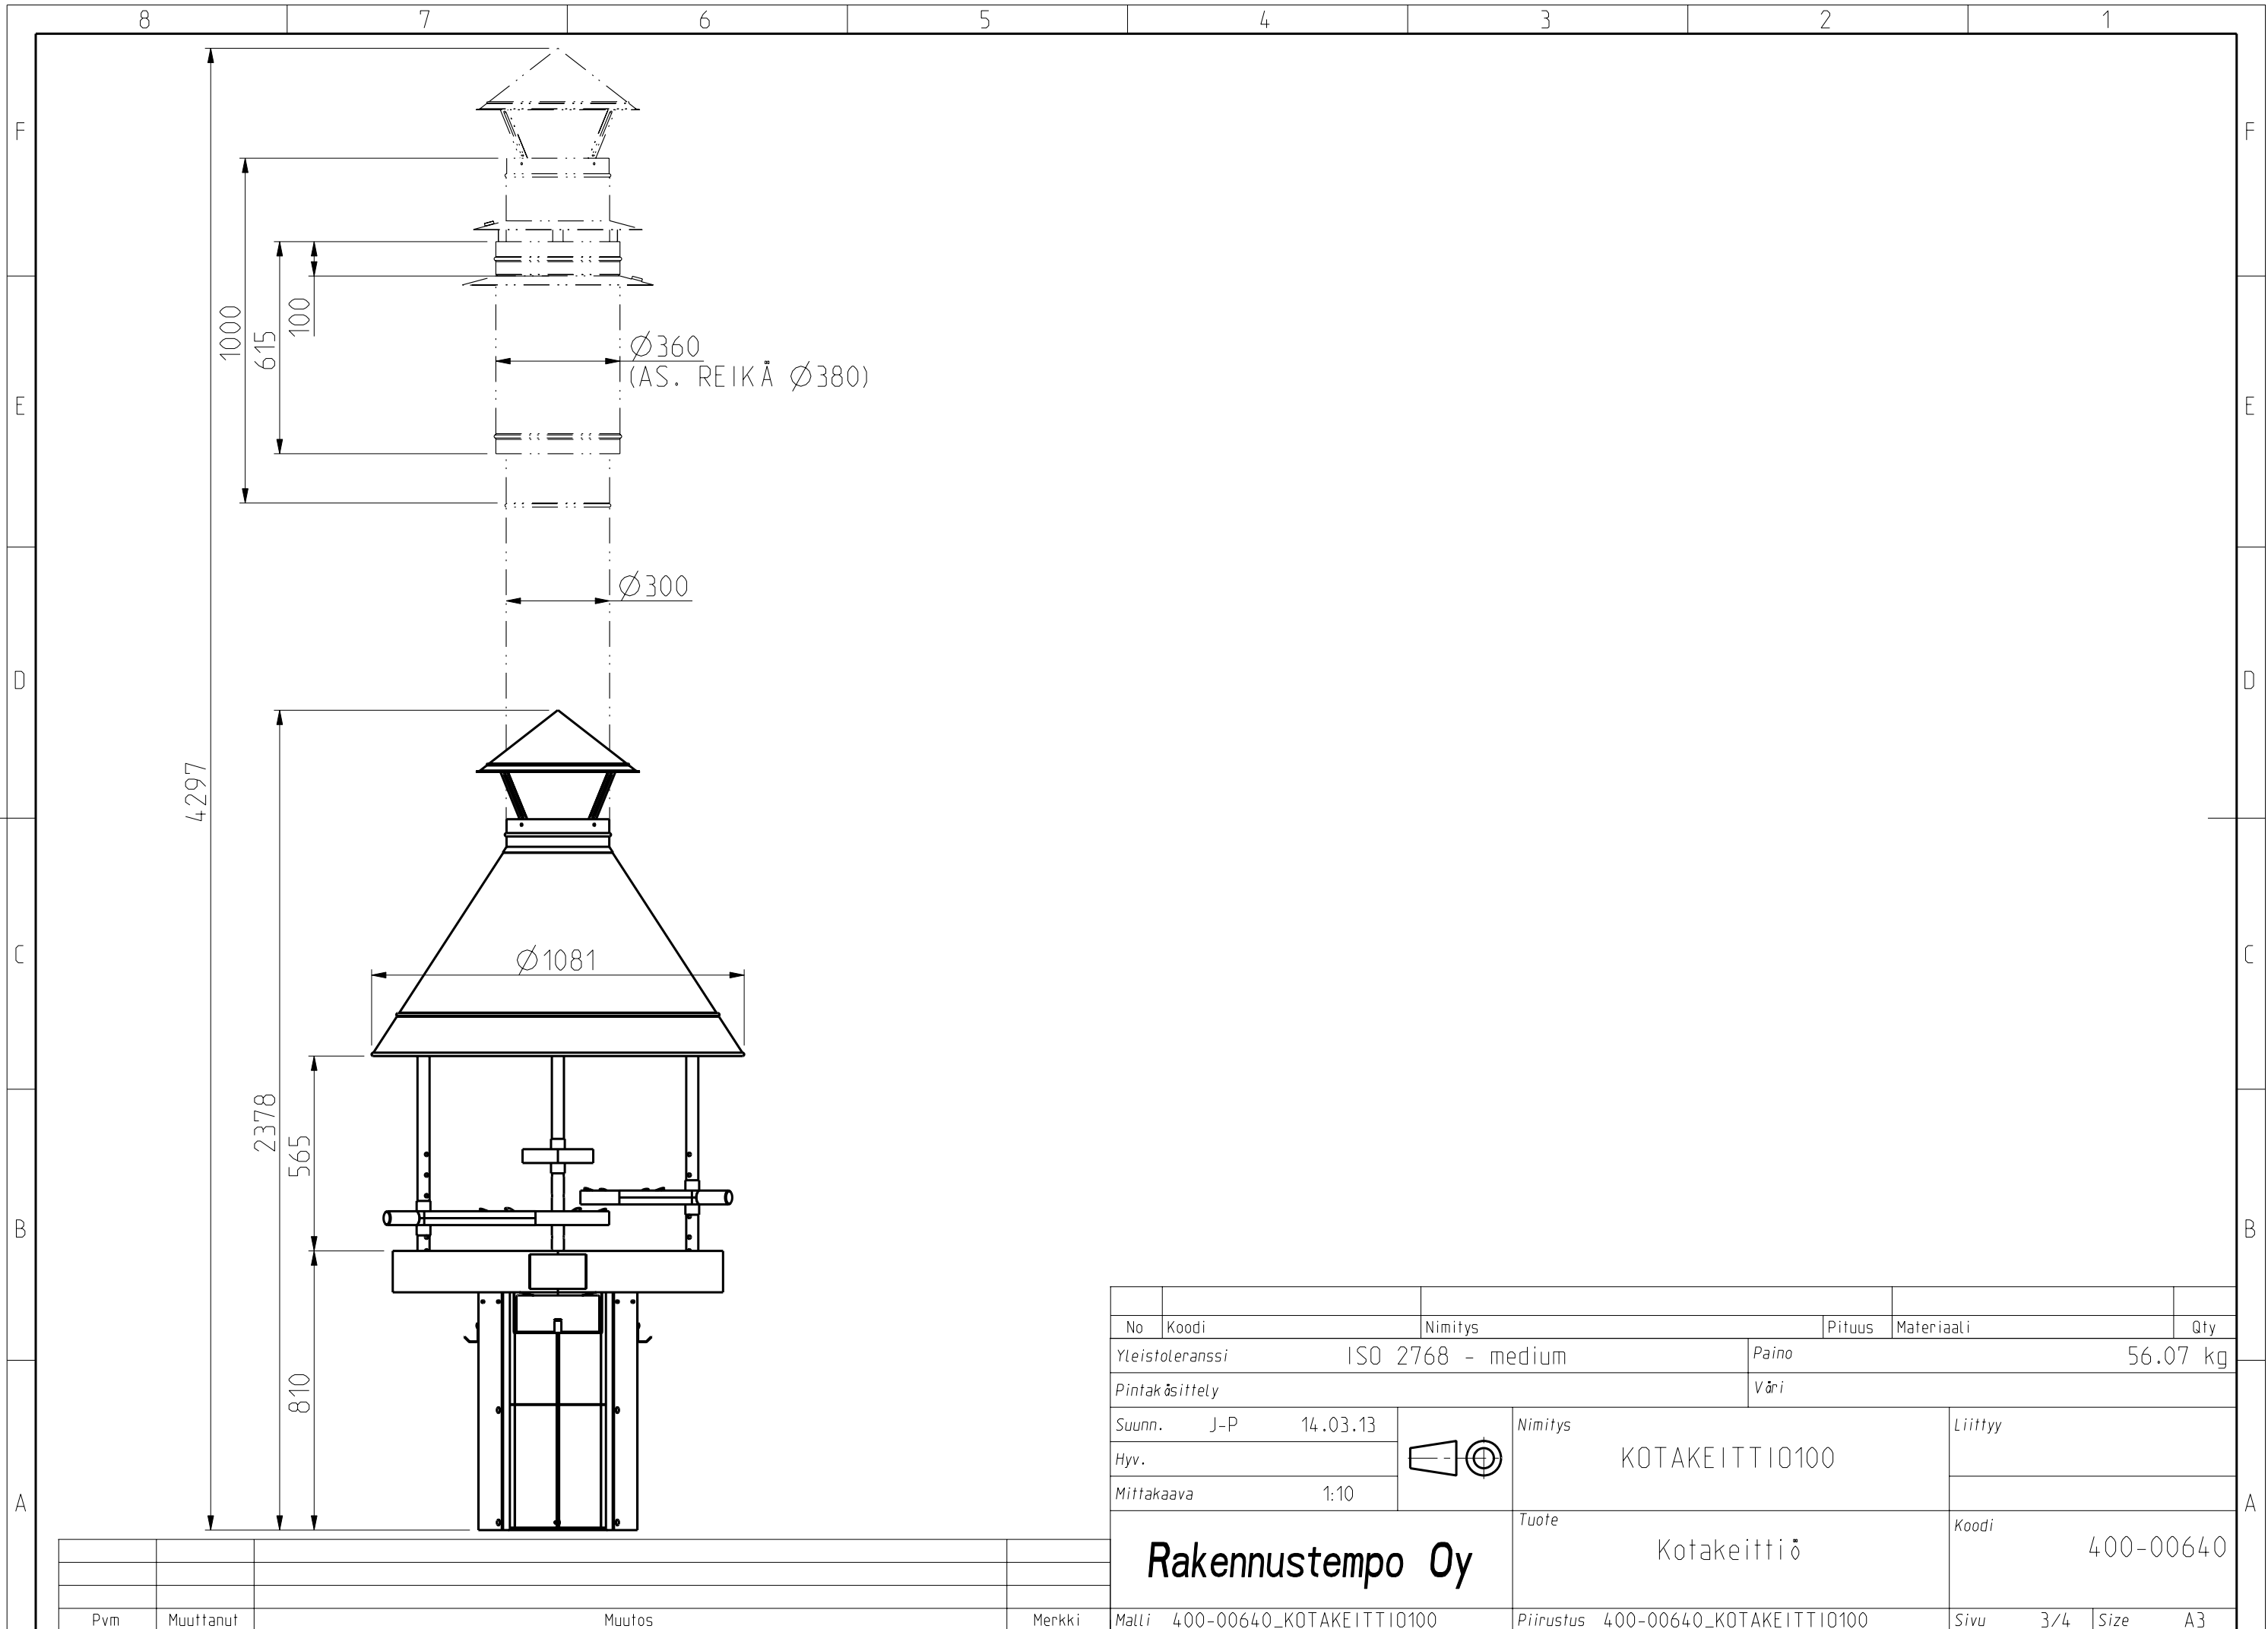 8 7 6 5 4 3 2 1
F F
1000
615
100
Ø360
(AS. REIKÄ Ø380)
E E
Ø300
D D
4297
C C
Ø1081
2378
565
B B
810
A A
No Koodi Nimitys Pituus Materiaali Qty
Yleistoleranssi ISO 2768 - medium Paino 56.07 kg
Pintakäsittely Väri
Suunn. J-P 14.03.13 Nimitys Liittyy
KOTAKEITTIO100
Hyv.
Mittakaava 1:10
Tuote Koodi
Rakennustempo Oy Kotakeittiö 400-00640
Pvm Muuttanut Muutos Merkki Malli 400-00640_KOTAKEITTIO100 Piirustus 400-00640_KOTAKEITTIO100 Sivu 3/4 Size A3